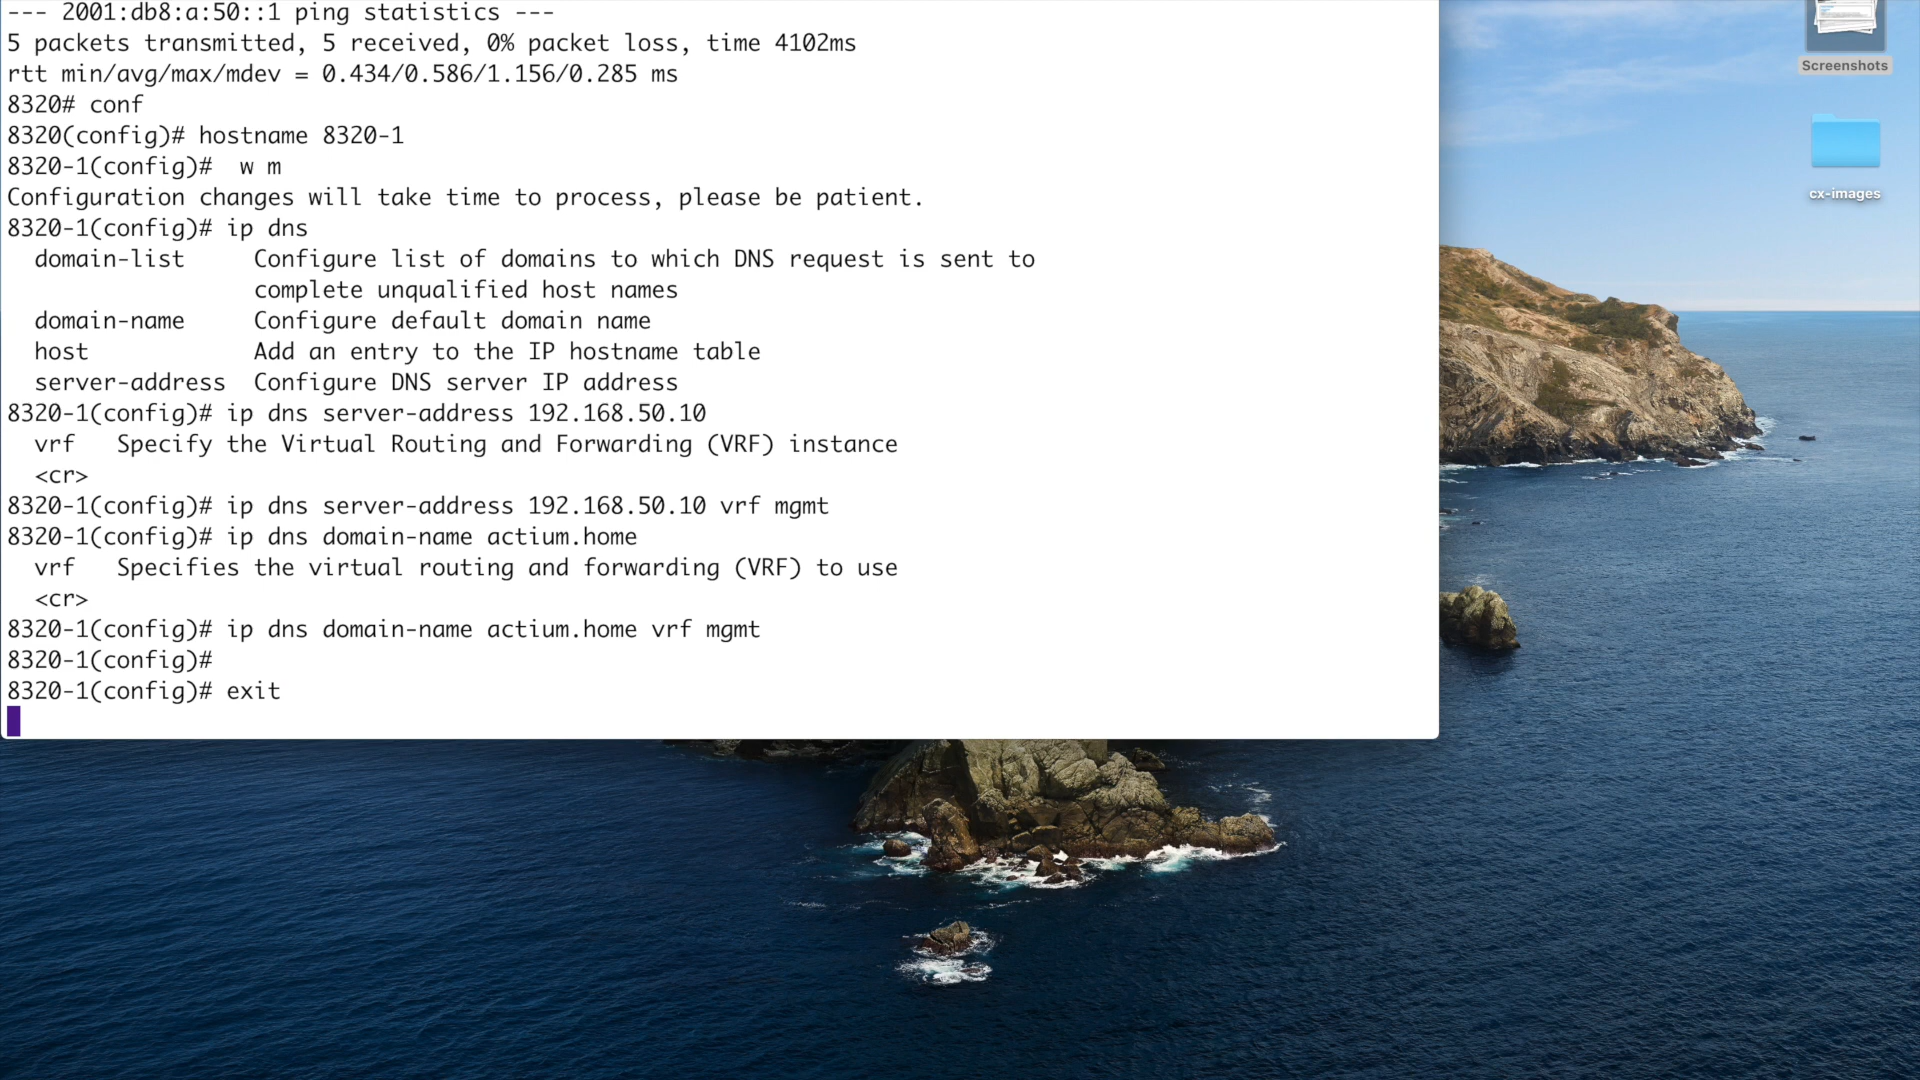 --- 2001:db8:a:50::1 ping statistics ---
5 packets transmitted, 5 received, 0% packet loss, time 4102ms
rtt min/avg/max/mdev = 0.434/0.586/1.156/0.285 ms
8320# conf
8320(config)# hostname 8320-1
8320-1(config)#  w m
Configuration changes will take time to process, please be patient.
8320-1(config)# ip dns
  domain-list     Configure list of domains to which DNS request is sent to
                  complete unqualified host names
  domain-name     Configure default domain name
  host            Add an entry to the IP hostname table
  server-address  Configure DNS server IP address
8320-1(config)# ip dns server-address 192.168.50.10
  vrf   Specify the Virtual Routing and Forwarding (VRF) instance
  <cr>
8320-1(config)# ip dns server-address 192.168.50.10 vrf mgmt
8320-1(config)# ip dns domain-name actium.home
  vrf   Specifies the virtual routing and forwarding (VRF) to use
  <cr>
8320-1(config)# ip dns domain-name actium.home vrf mgmt
8320-1(config)#
8320-1(config)# exit
Screenshots
cx-images